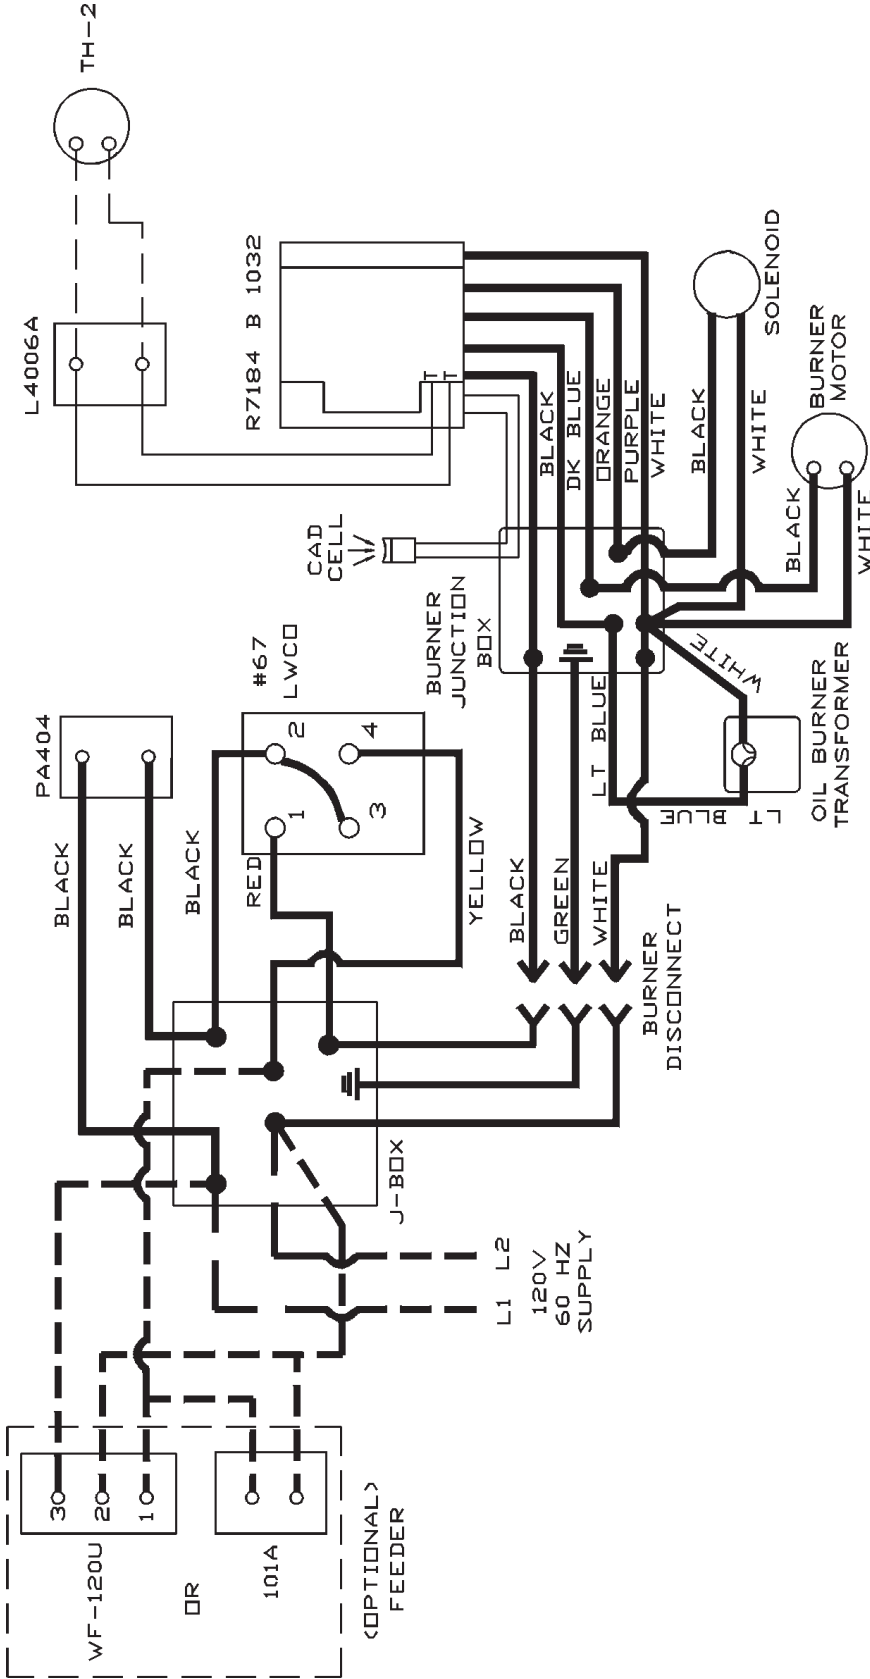 TH-2
L4006A
R7184 B 1032
T
T
BLACK
DK BLUE
ORANGE
PURPLE
WHITE
SOLENOID
BLACK
WHITE
BURNER
MOTOR
BLACK
WHITE
CAD
CELL
BURNER
JUNCTION
BOX
#67
LWCO
1
2
3
4
PA404
BLACK
BLACK
BLACK
RED
YELLOW
LT BLUE
WHITE
LT BLUE
OIL BURNER
TRANSFORMER
BLACK
GREEN
WHITE
BURNER
DISCONNECT
J-BOX
L1 L2
120V
60 HZ
SUPPLY
3
2
1
WF-120U
OR
101A
(OPTIONAL)
FEEDER